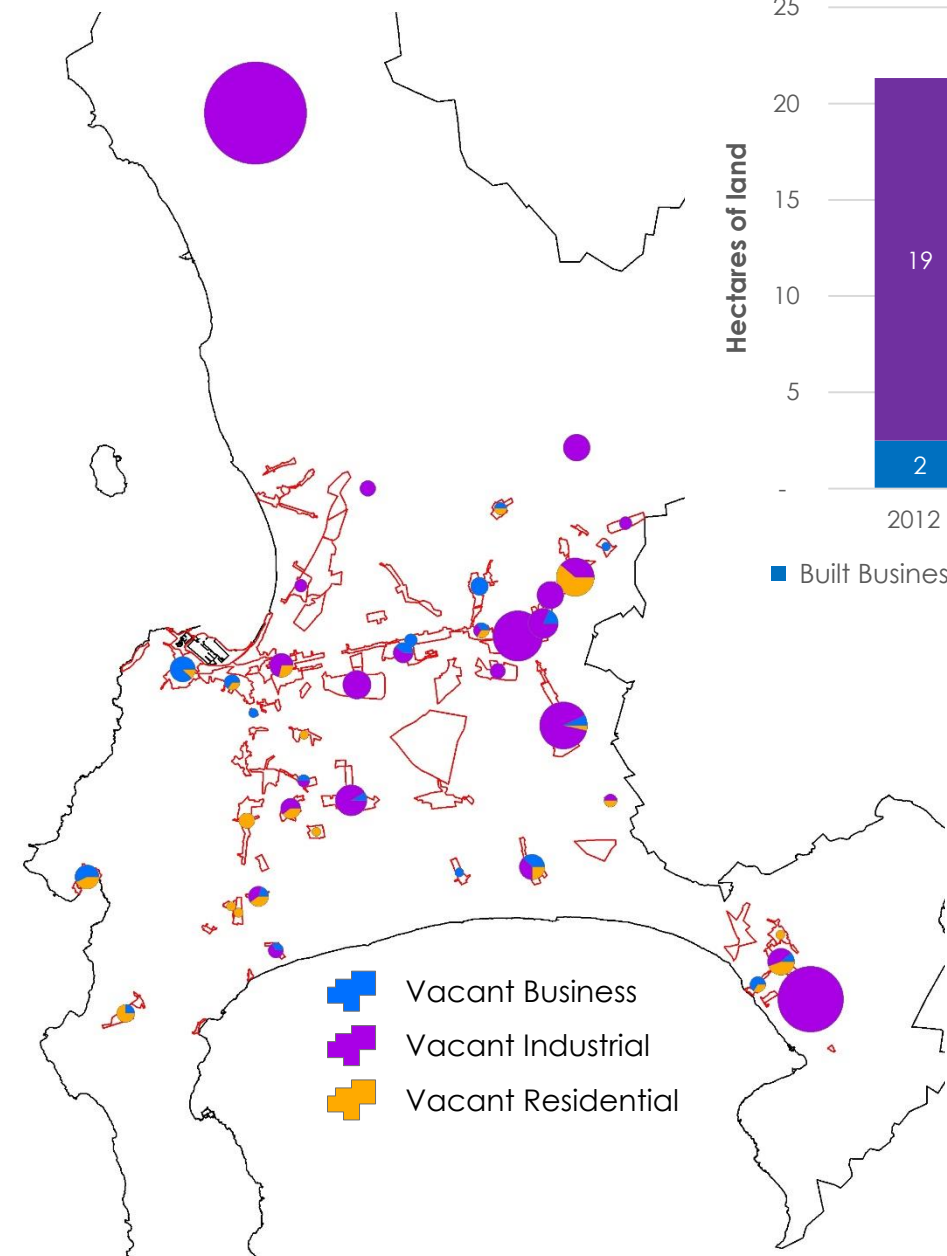 25
20
15
10
5
-
Hectares of land
19
2
2012
Built Busines
Vacant Business
Vacant Industrial
Vacant Residential